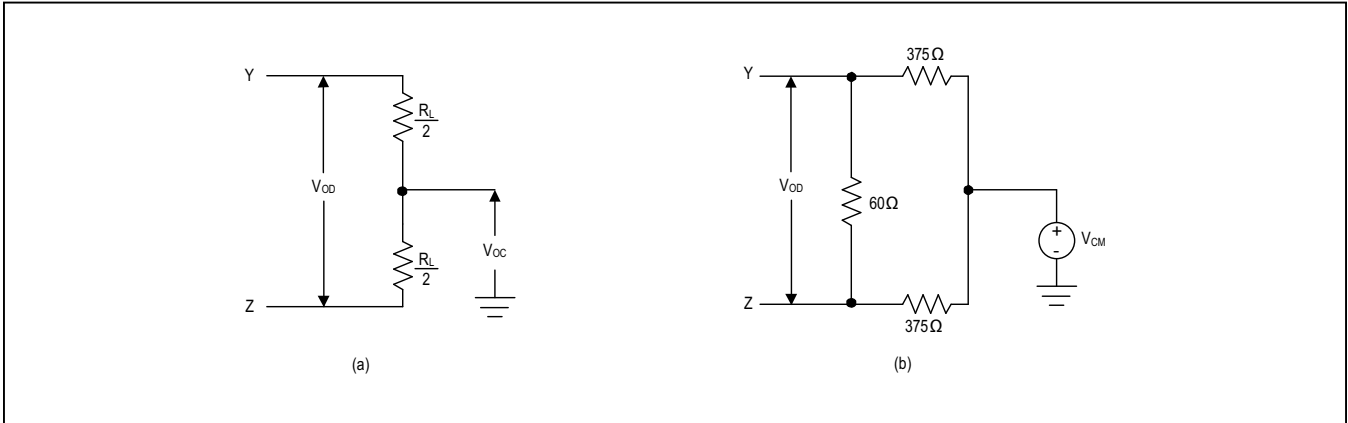 Y
R_L
2
V_OD
V_OC
R_L
2
Z
(a)
375Ω
Y
V_OD
60Ω
+
-
V_CM
Z
375Ω
(b)